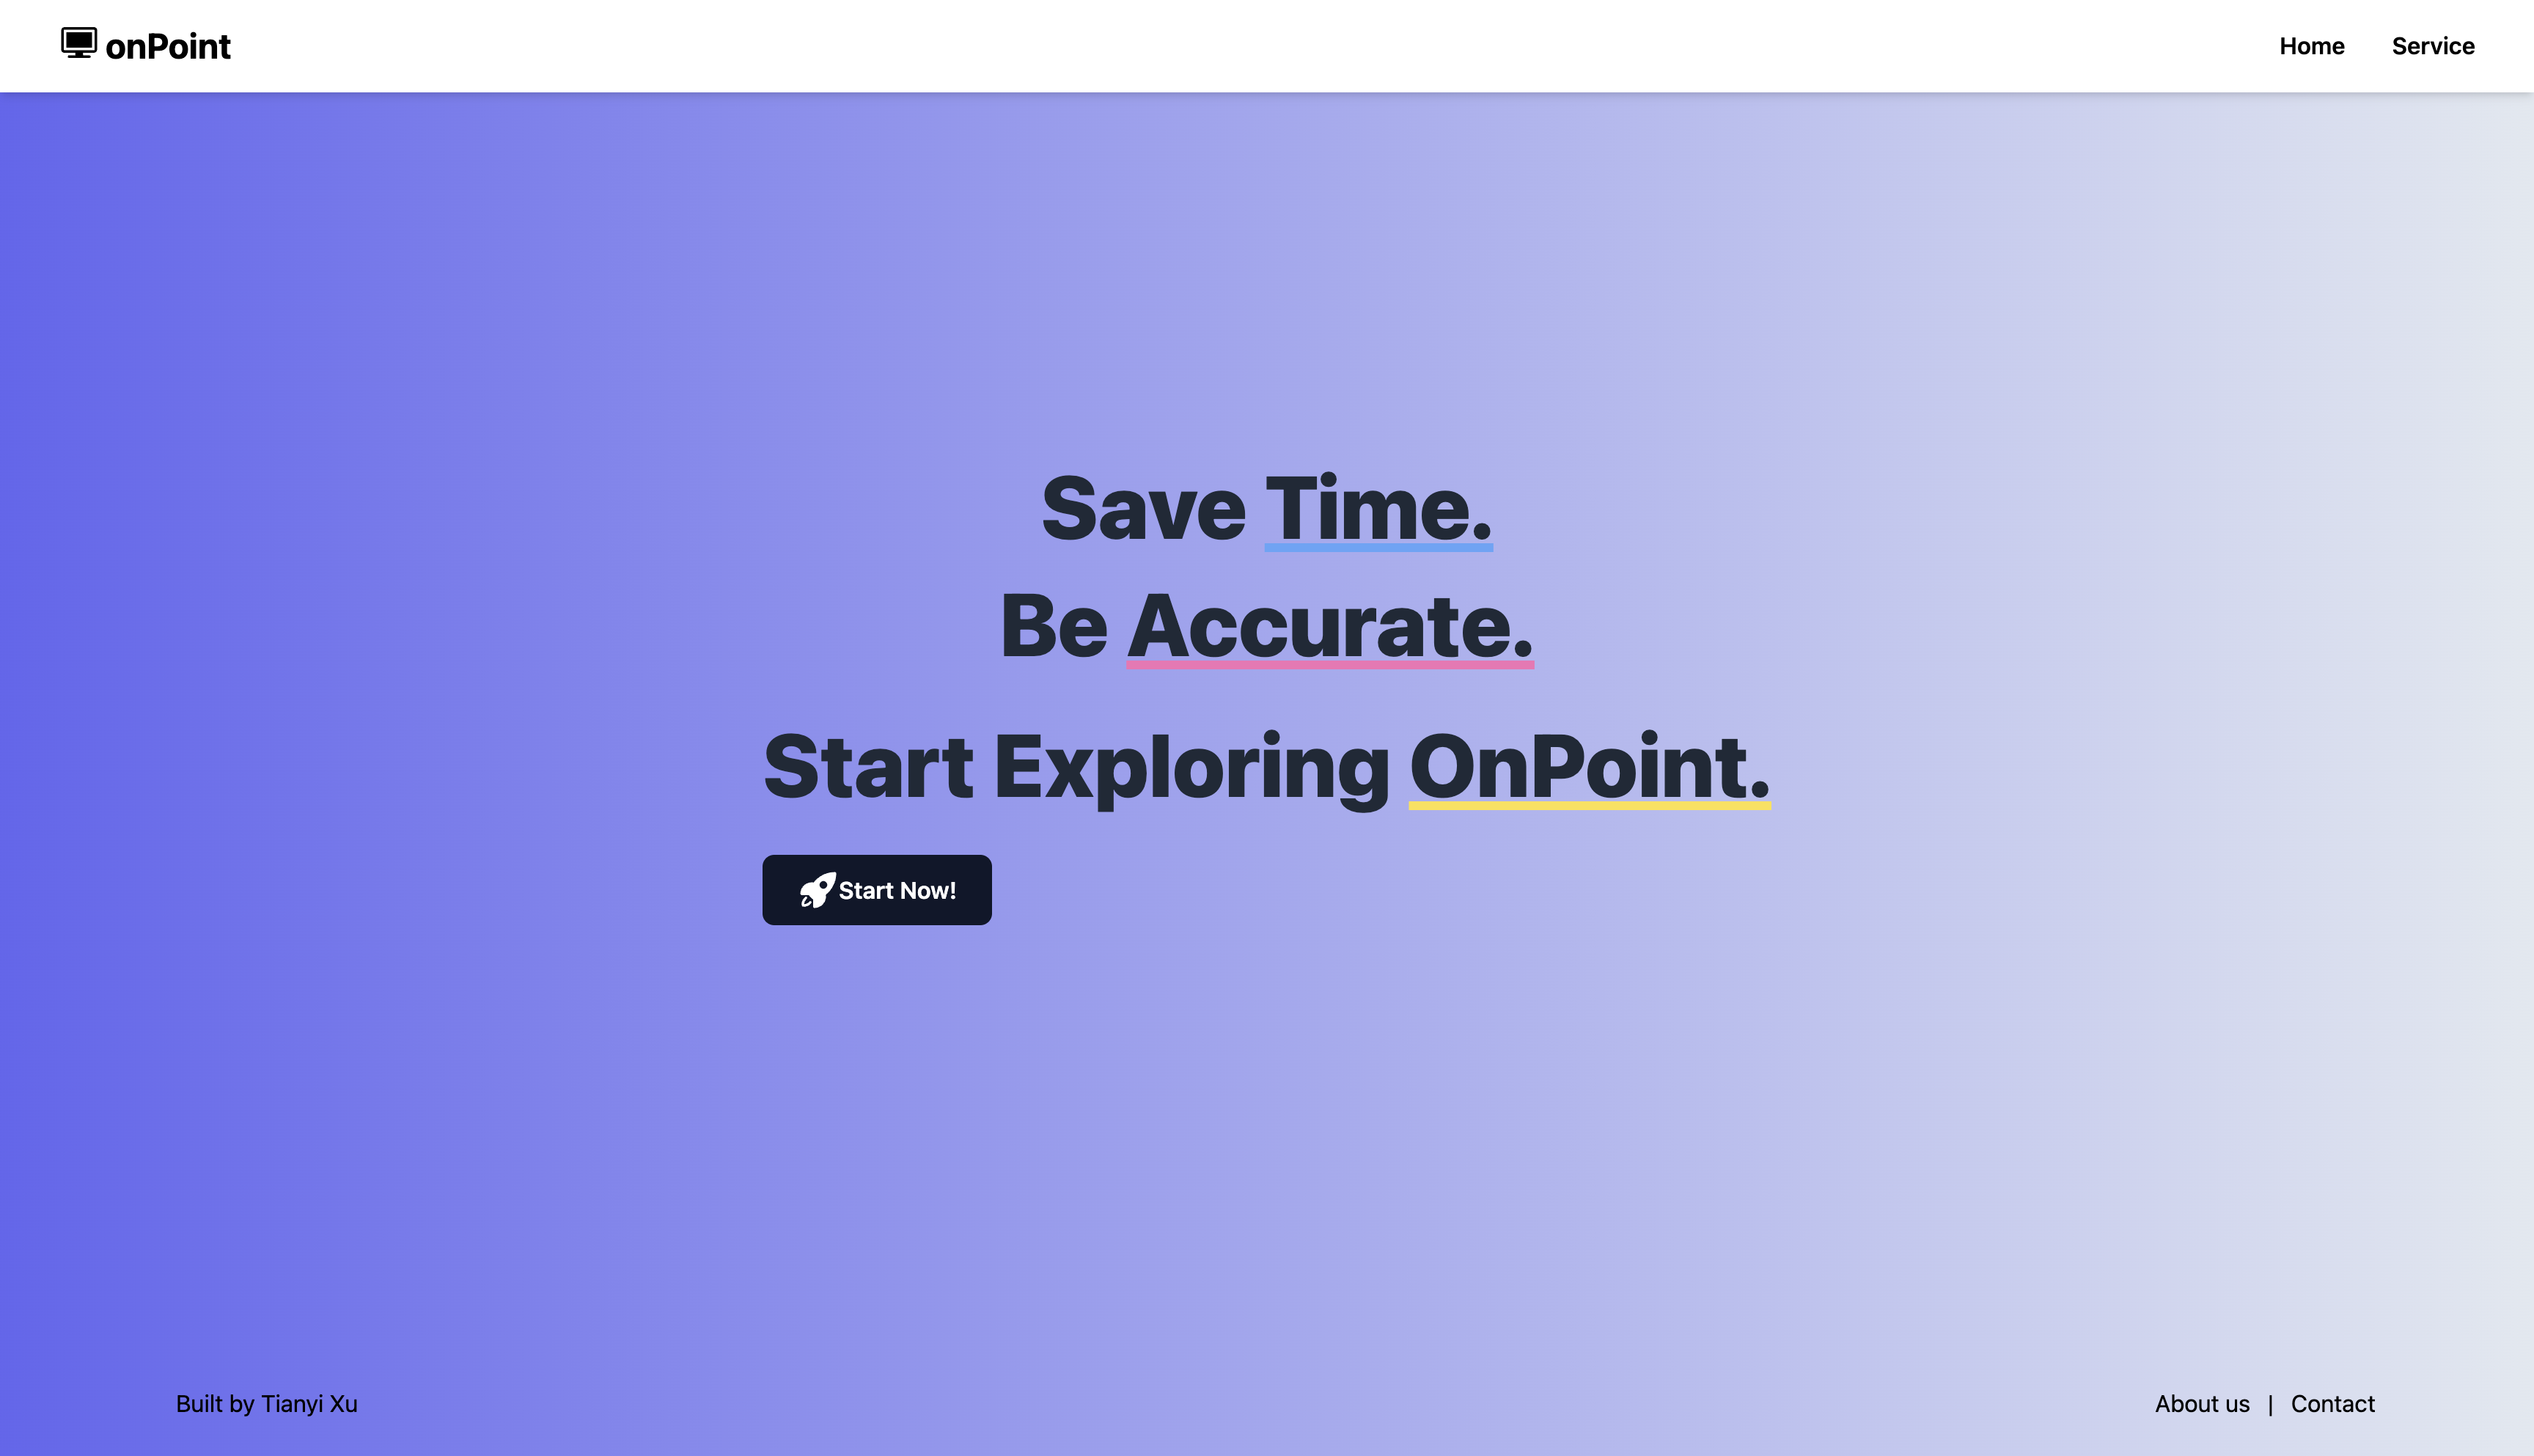 onPoint
Home Service
Save Time.
Be Accurate.
Start Exploring OnPoint.
Start Now!
Built by Tianyi Xu
About us | Contact